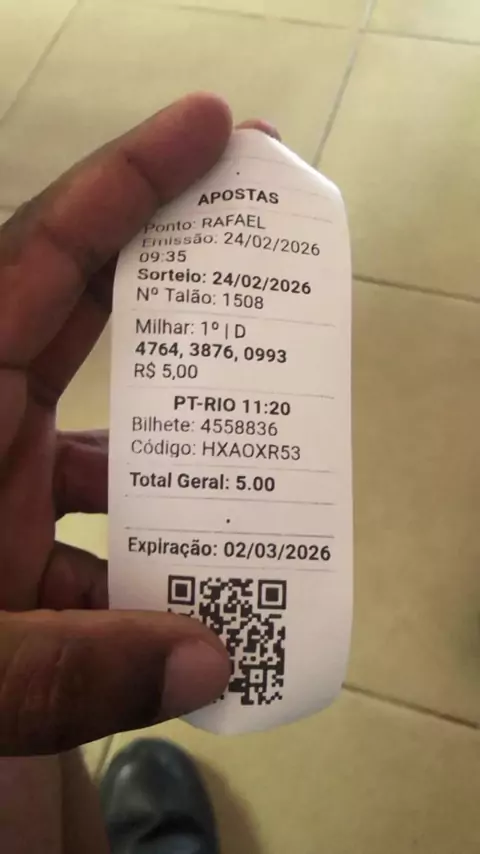 APOSTAS
Ponto: RAFAEL
Emissão: 24/02/2026
09:35
Sorteio: 24/02/2026
Nº Talão: 1508
Milhar: 1º | D
4764, 3876, 0993
R$ 5,00
PT-RIO 11:20
Bilhete: 4558836
Código: HXAOXR53
Total Geral: 5.00
Expiração: 02/03/2026